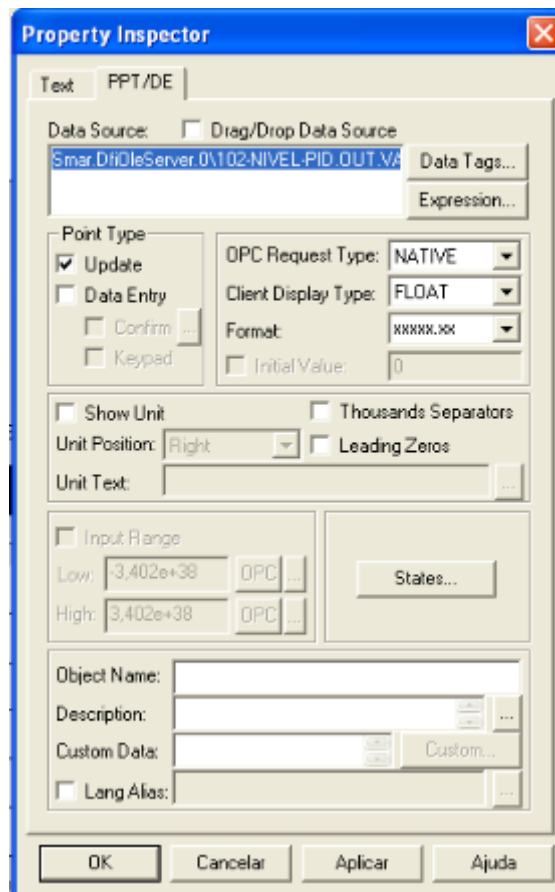 Property Inspector
Text PPT/DE
Data Source: Drag/Drop Data Source
Smar.DfiOleServer.0\102-NIVEL-PID.OUT.VA Data Tags...
Expression...
Point Type
Update
OPC Request Type: NATIVE
Data Entry
Client Display Type: FLOAT
Confirm ...
Format: xxxxx.xx
Keypad
Initial Value: 0
Show Unit Thousands Separators
Unit Position: Right Leading Zeros
Unit Text: ...
Input Range
Low: -3,402e+38 OPC ...
States...
High: 3,402e+38 OPC ...
Object Name:
Description: ...
Custom Data: Custom...
Lang Alias: ...
OK Cancelar Aplicar Ajuda